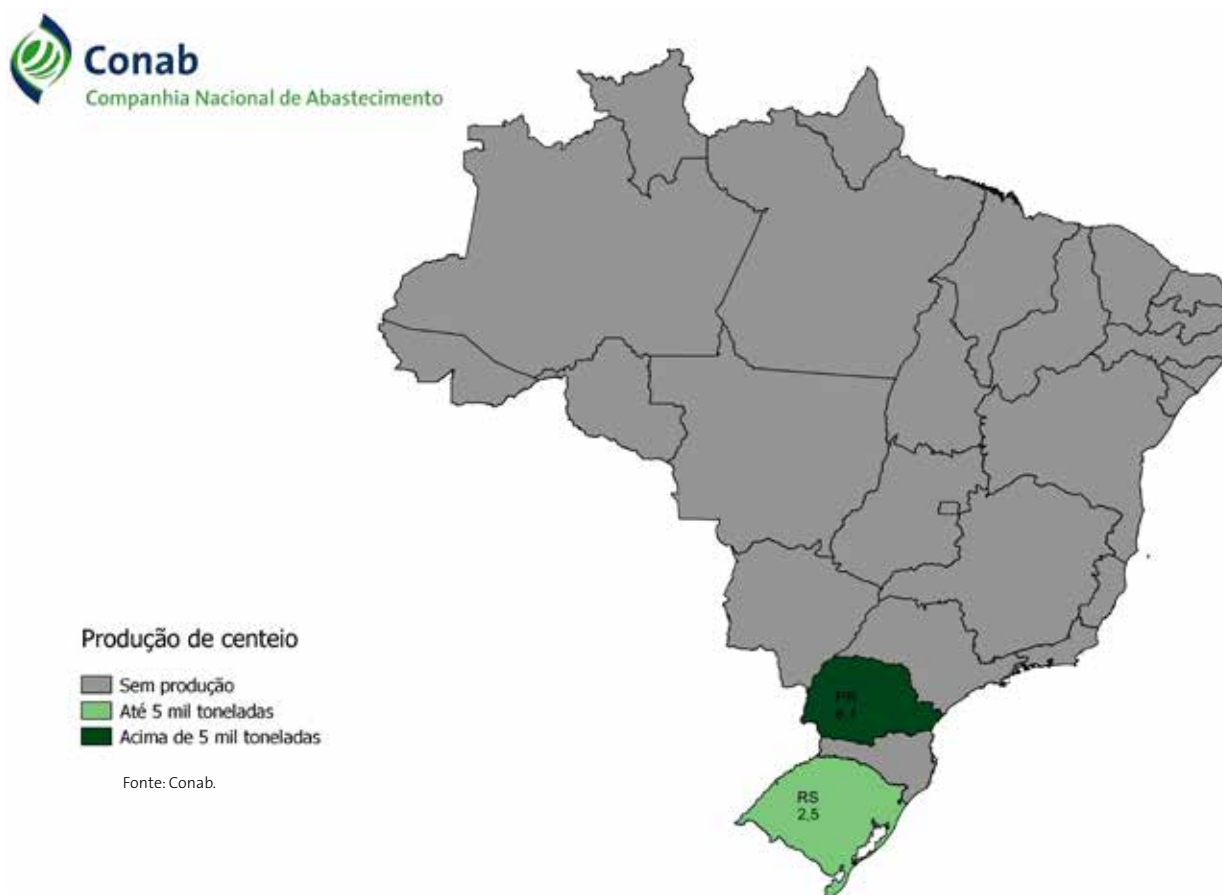 Conab
Companhia Nacional de Abastecimento
Produção de centeio
Sem produção
Até 5 mil toneladas
Acima de 5 mil toneladas
Fonte: Conab.
PR
RS
2,5